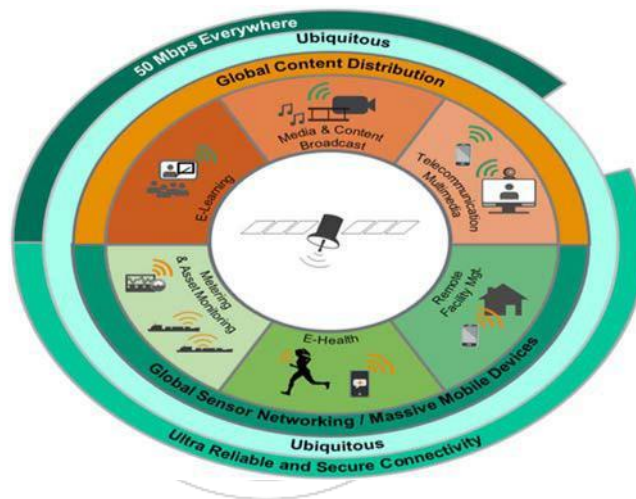 50 Mbps Everywhere
Ubiquitous
Global Content Distribution
Media & Content
Broadcast
E-Learning
Telecommunication
Multimedia
Metering
& Asset Monitoring
Remote
Facility Mgt.
E-Health
Global Sensor Networking / Massive Mobile Devices
Ubiquitous
Ultra Reliable and Secure Connectivity